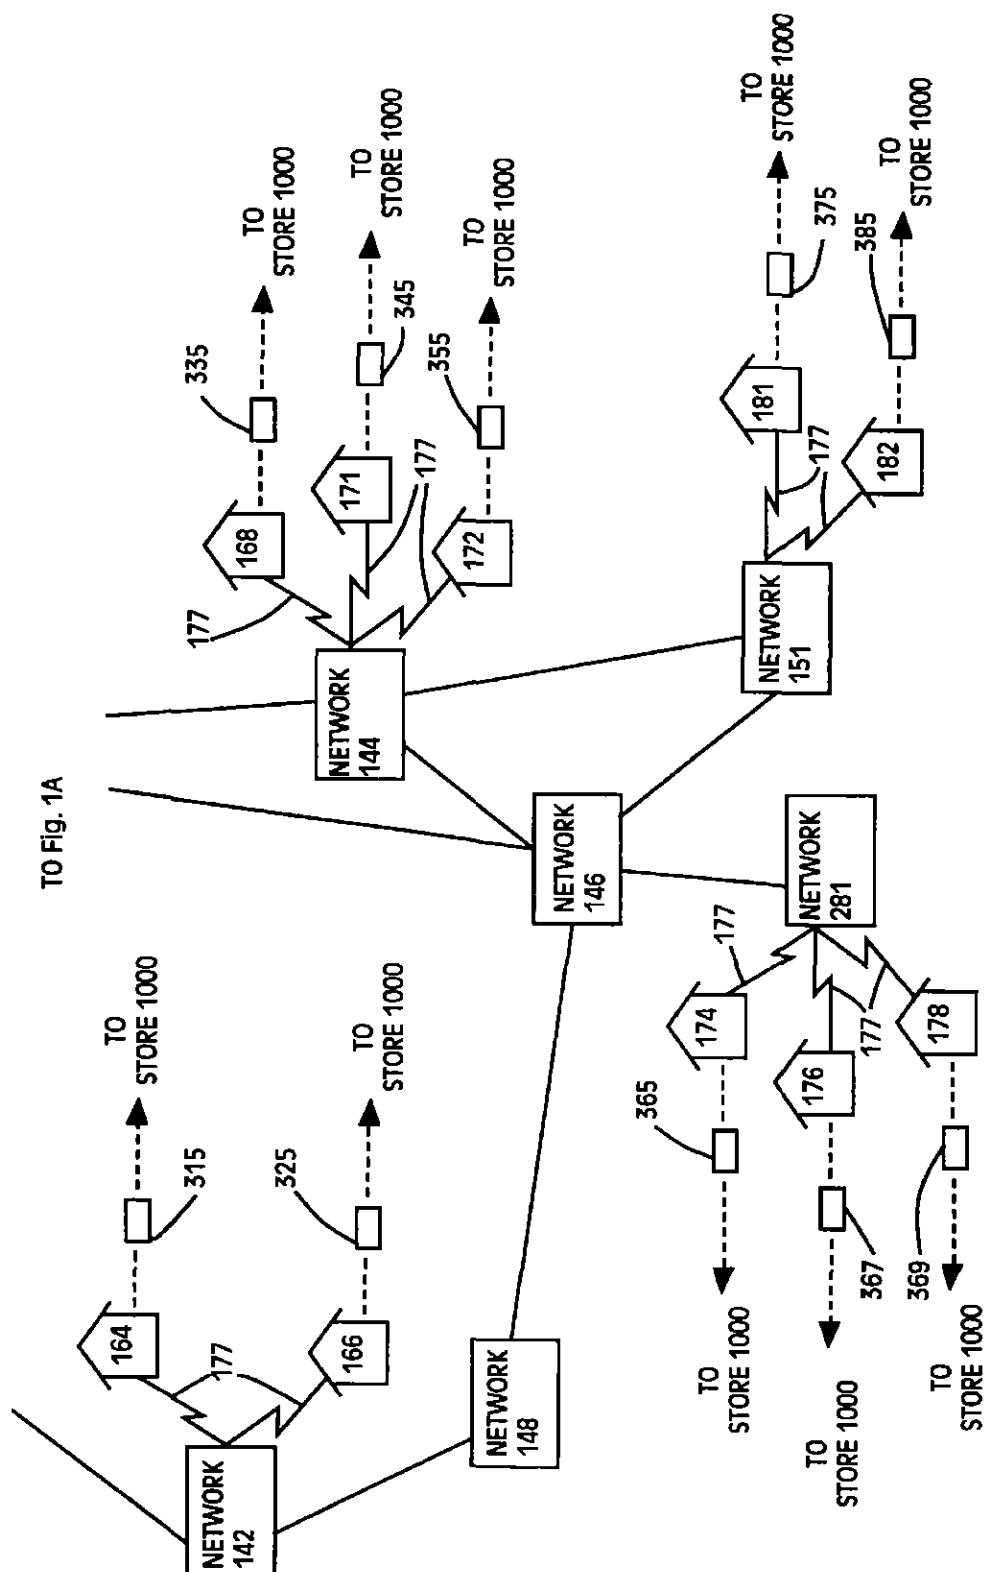 TO Fig. 1A
TO
STORE 1000
315
164
177
166
325
TO
STORE 1000
NETWORK
142
NETWORK
148
177
168
335
TO
STORE 1000
171
345
TO
STORE 1000
177
172
355
TO
STORE 1000
NETWORK
144
NETWORK
146
NETWORK
151
181
375
TO
STORE 1000
177
182
385
TO
STORE 1000
NETWORK
281
177
174
365
TO
STORE 1000
176
367
TO
STORE 1000
177
178
369
TO
STORE 1000